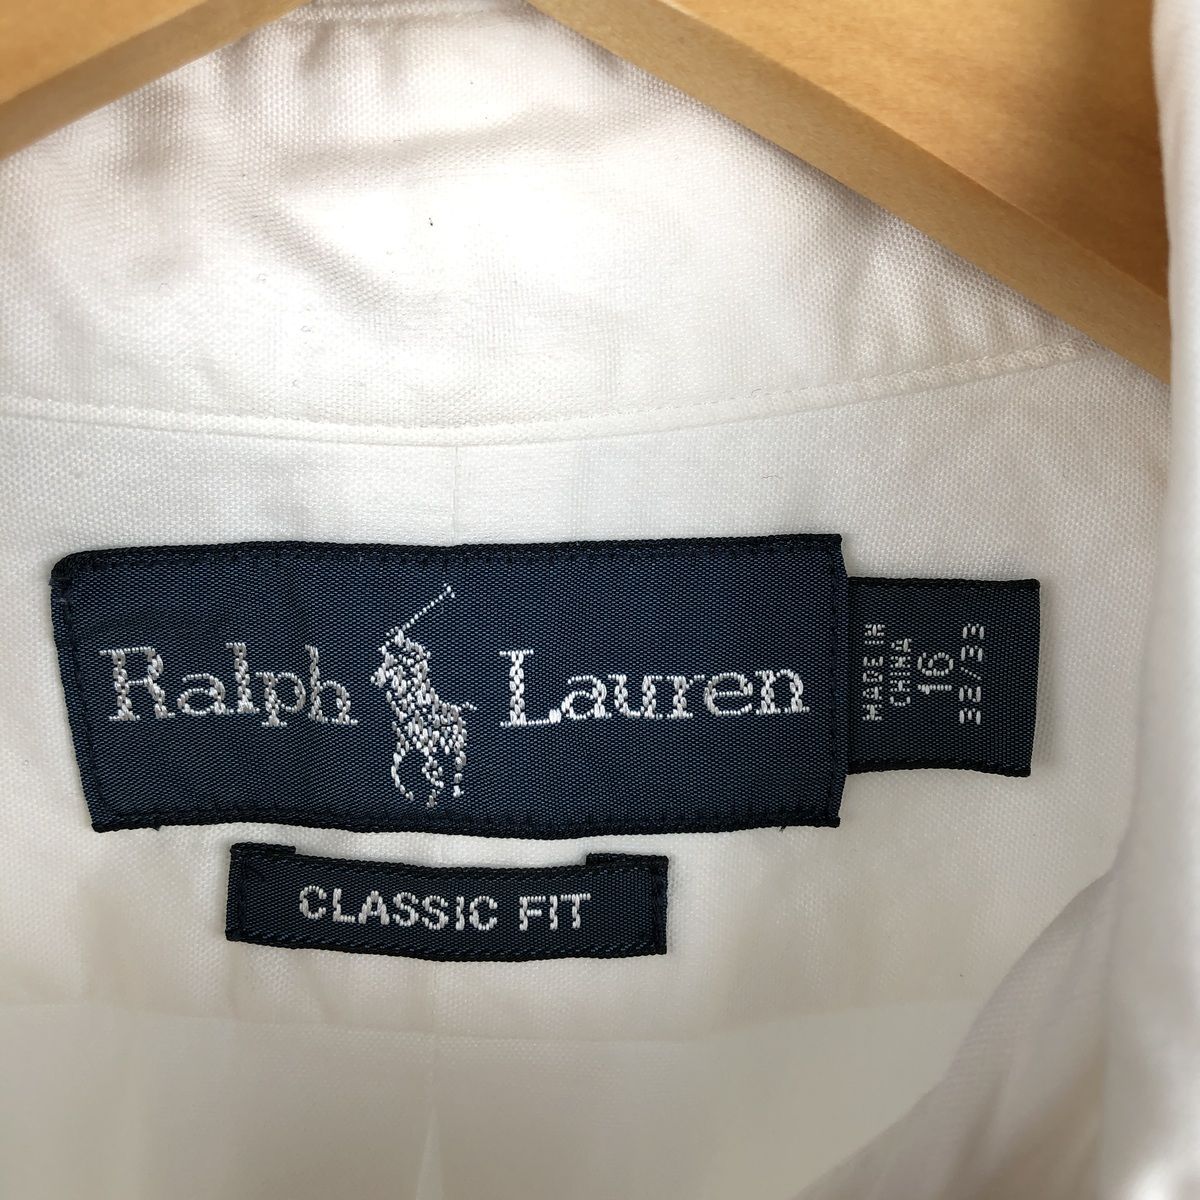 Ralph Lauren
MADE IN
CHINA
16
32/33
CLASSIC FIT